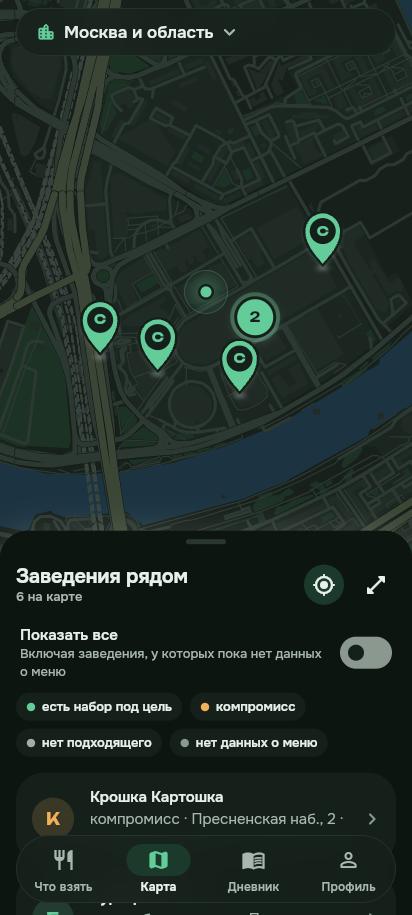 Москва и область
C
2
C
C
C
Заведения рядом
6 на карте
Показать все
Включая заведения, у которых пока нет данных
о меню
есть набор под цель
компромисс
нет подходящего
нет данных о меню
К
Крошка Картошка
компромисс · Пресненская наб., 2 ·
Что взять
Карта
Дневник
Профиль